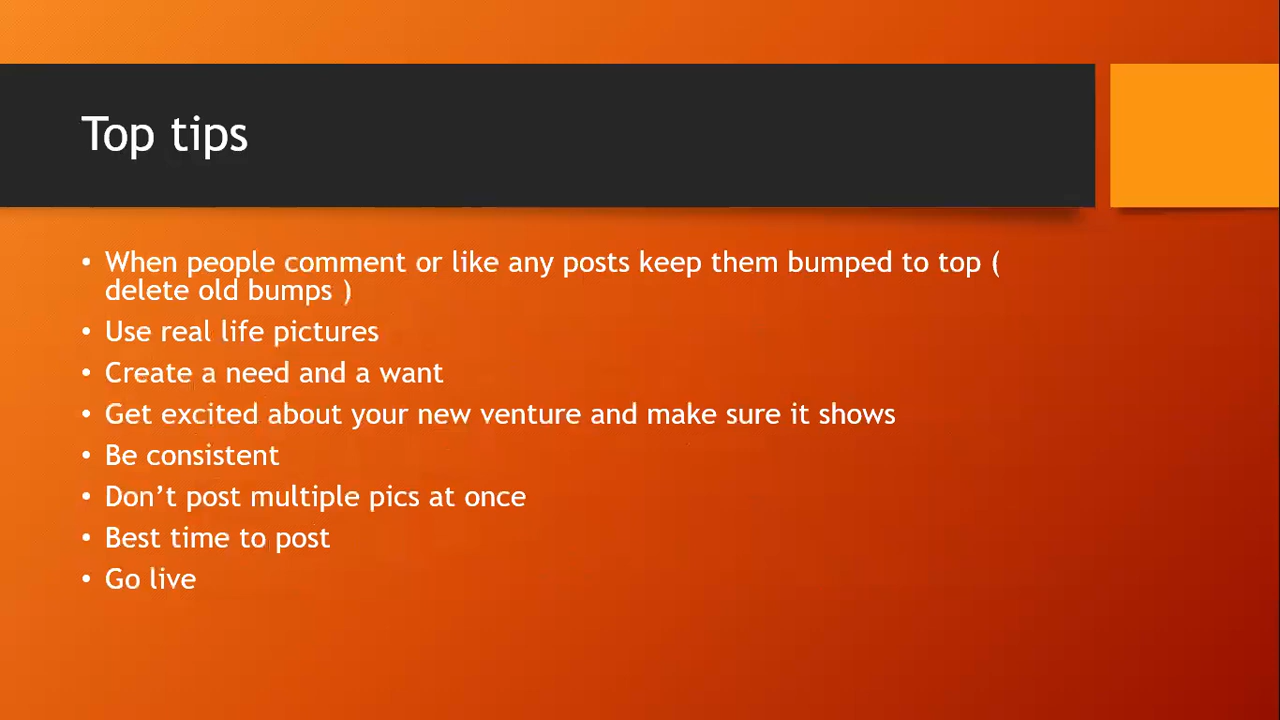 Top tips
• When people comment or like any posts keep them bumped to top (
delete old bumps )
• Use real life pictures
• Create a need and a want
• Get excited about your new venture and make sure it shows
• Be consistent
• Don’t post multiple pics at once
• Best time to post
• Go live